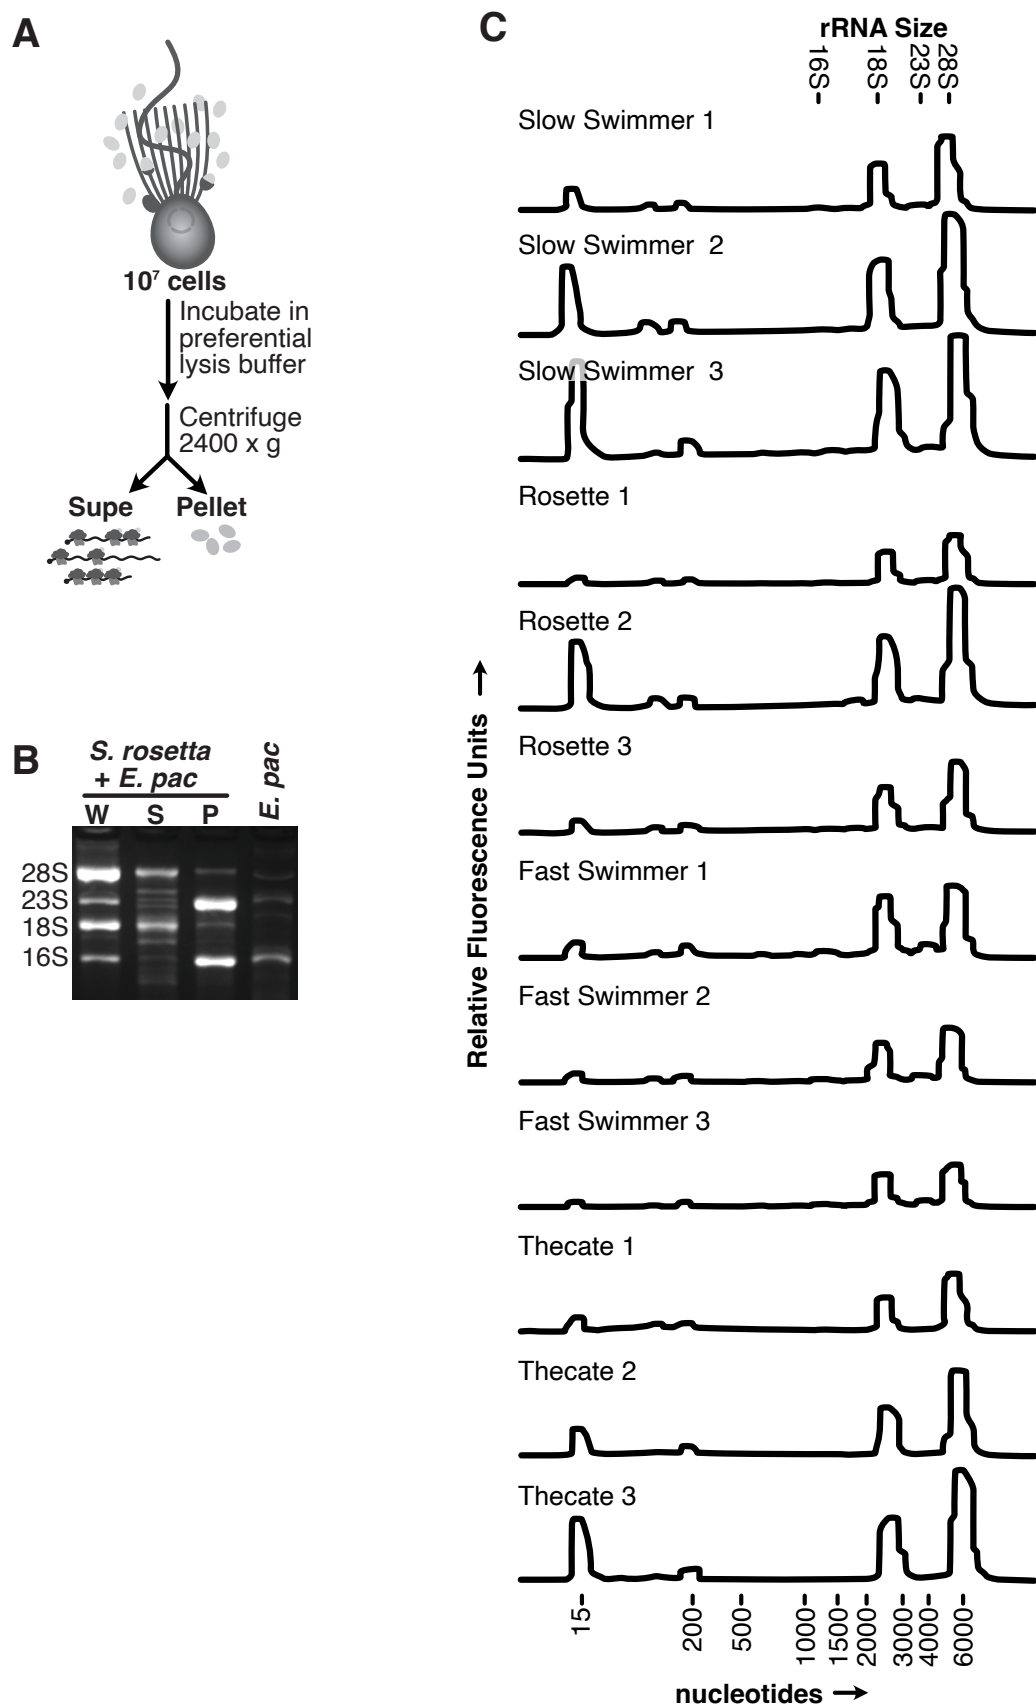 A
10⁷ cells
Incubate in
preferential
lysis buffer
Centrifuge
2400 x g
Supe
Pellet
B
S. rosetta
+ E. pac
E. pac
W
S
P
28S
23S
18S
16S
C
rRNA Size
16S-
18S-
23S-
28S-
Slow Swimmer 1
Slow Swimmer 2
Slow Swimmer 3
Rosette 1
Rosette 2
Rosette 3
Fast Swimmer 1
Fast Swimmer 2
Fast Swimmer 3
Thecate 1
Thecate 2
Thecate 3
Relative Fluorescence Units →
15-
200-
500-
1000-
1500-
2000-
3000-
4000-
6000-
nucleotides →